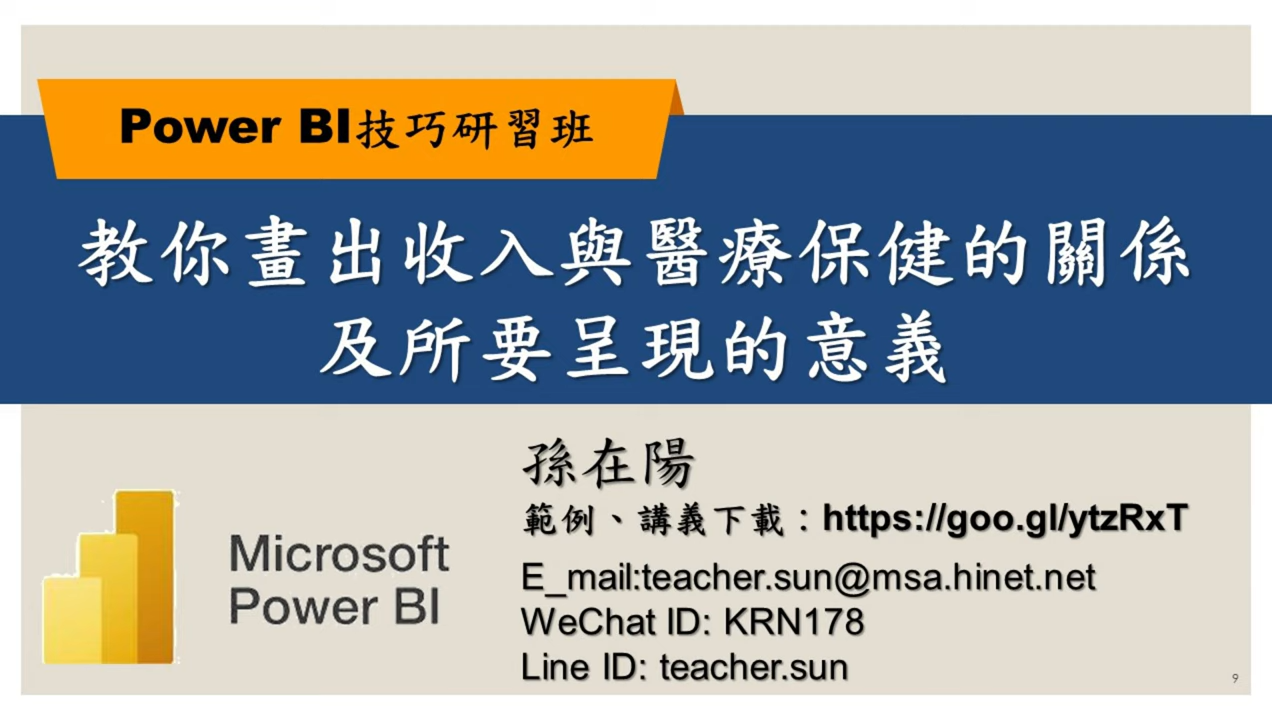 Power BI技巧研習班
教你畫出收入與醫療保健的關係
及所要呈現的意義
孫在陽
範例、講義下載：https://goo.gl/ytzRxT
E_mail:teacher.sun@msa.hinet.net
WeChat ID: KRN178
Line ID: teacher.sun
Microsoft
Power BI
9